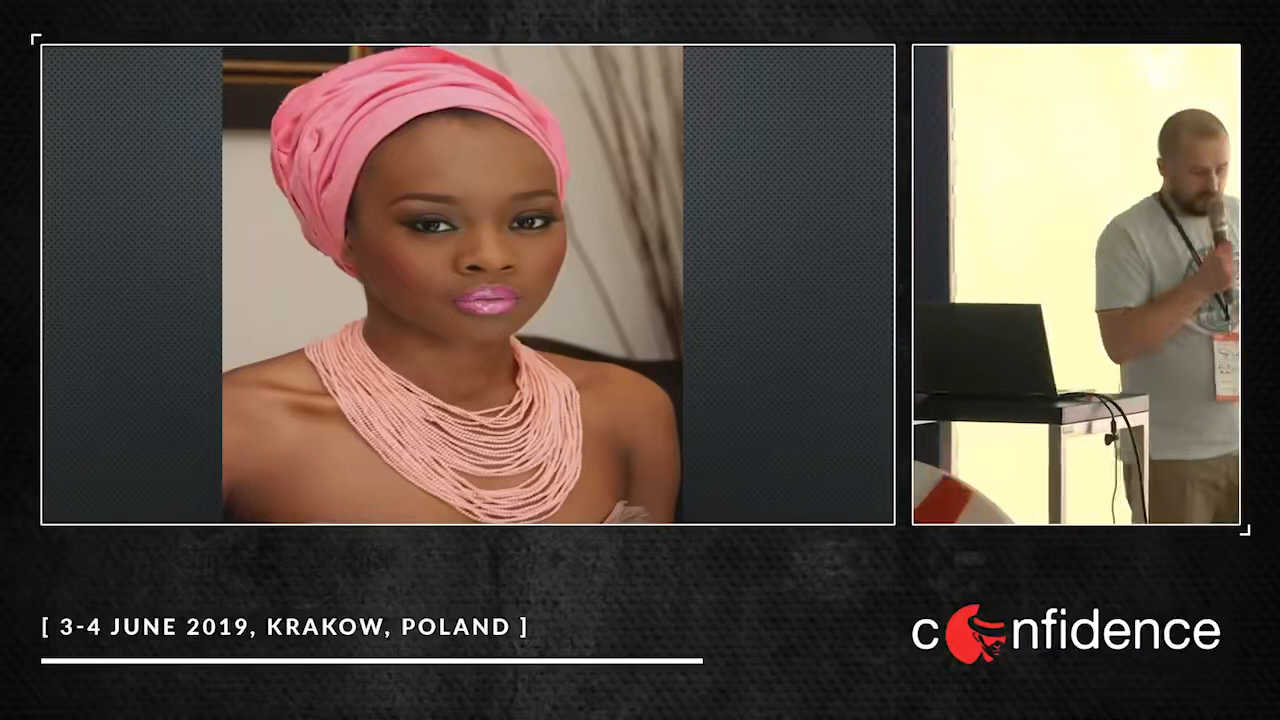 [ 3-4 JUNE 2019, KRAKOW, POLAND ]
confidence